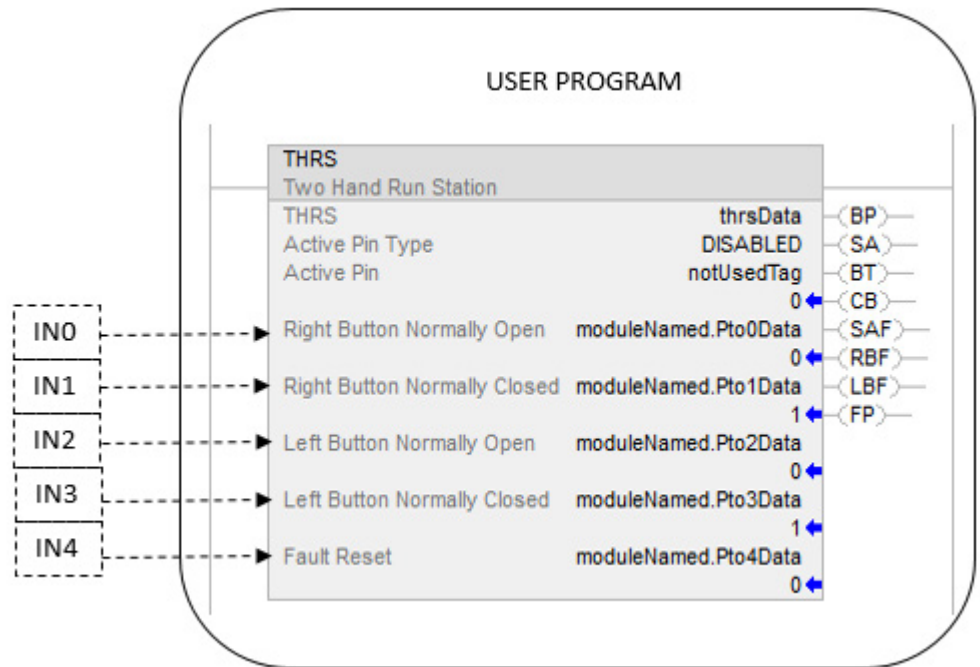 USER PROGRAM
THRS
Two Hand Run Station
THRS thrsData (BP)
Active Pin Type DISABLED (SA)
Active Pin notUsedTag (BT)
0 (CB)
IN0 Right Button Normally Open moduleNamed.Pto0Data (SAF)
0 (RBF)
IN1 Right Button Normally Closed moduleNamed.Pto1Data (LBF)
1 (FP)
IN2 Left Button Normally Open moduleNamed.Pto2Data
0
IN3 Left Button Normally Closed moduleNamed.Pto3Data
1
IN4 Fault Reset moduleNamed.Pto4Data
0